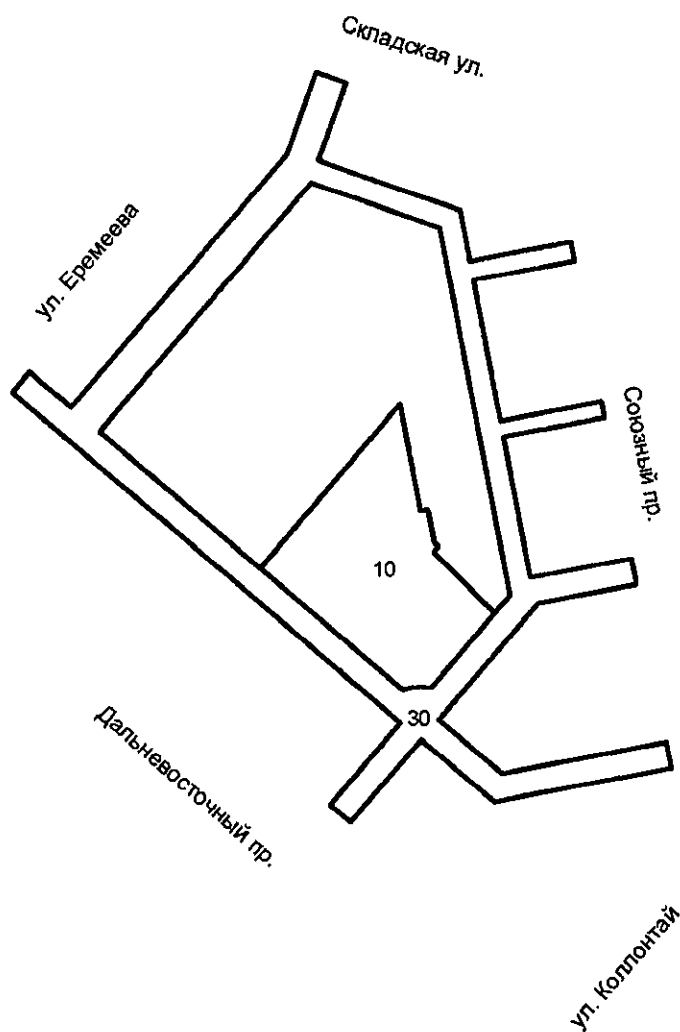 Складская ул.
ул. Еремеева
Союзный пр.
10
30
Дальневосточный пр.
ул. Коллонтай